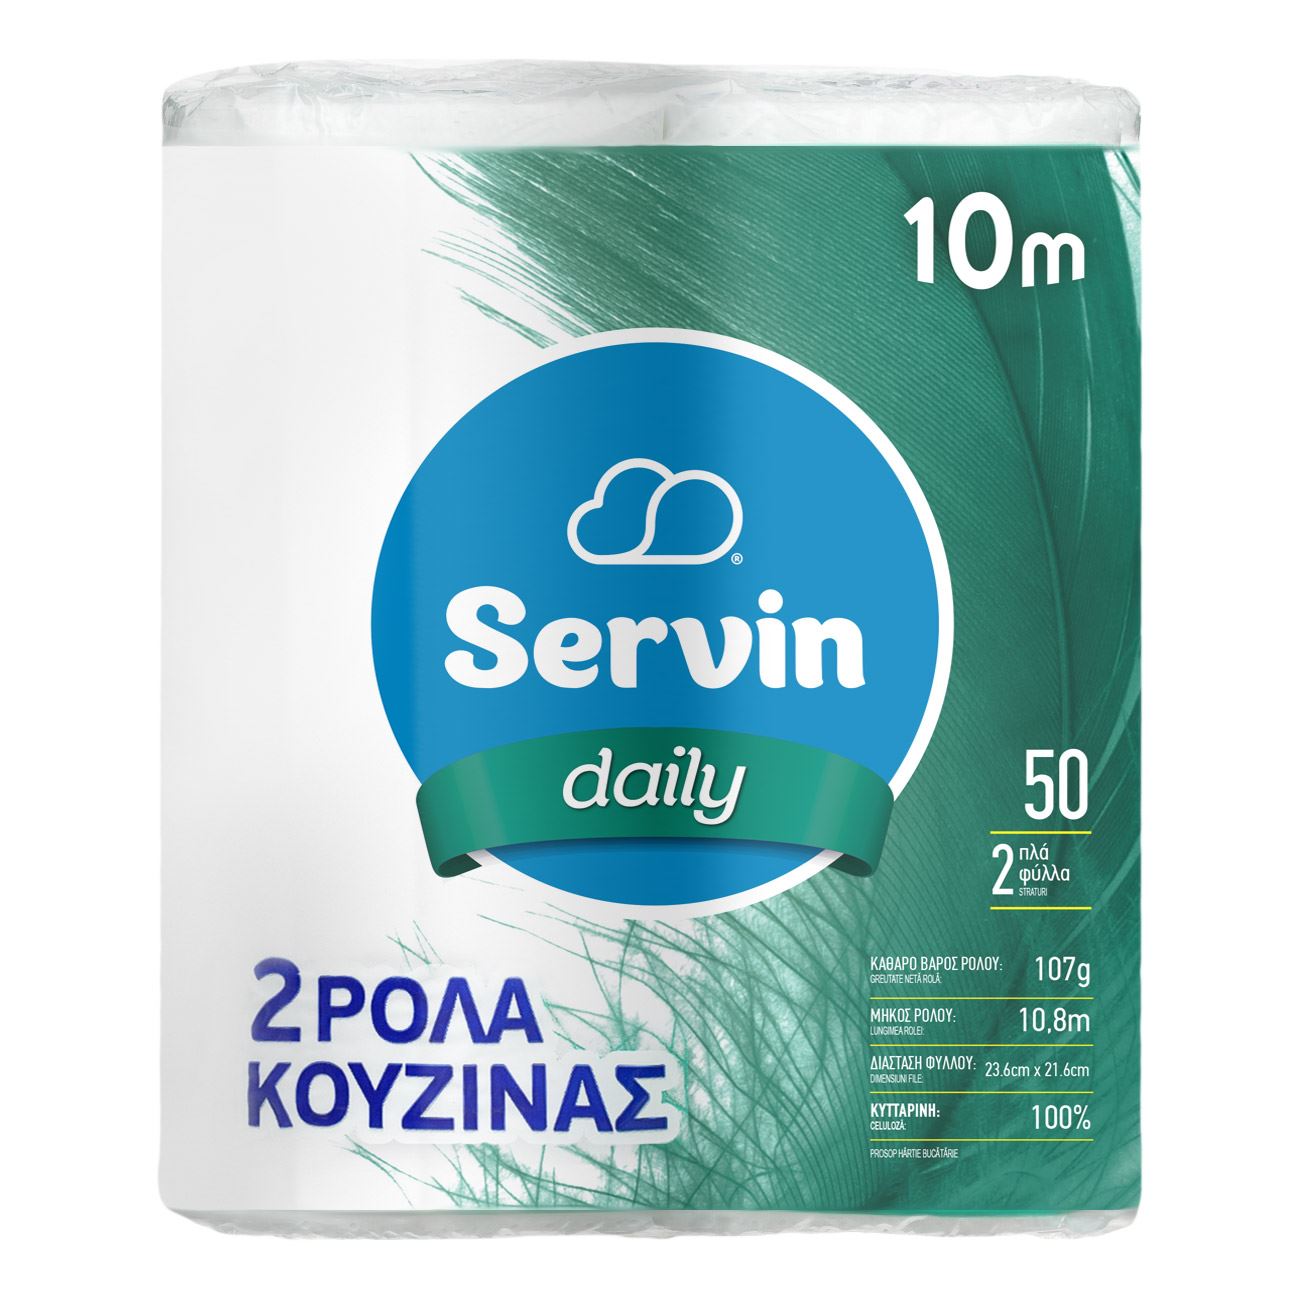 10m
®
Servin
daily
50
2 πλά
φύλλα
STRATURI
2 ΡΟΛΑ
ΚΟΥΖΙΝΑΣ
ΚΑΘΑΡΟ ΒΑΡΟΣ ΡΟΛΟΥ: 107g
GREUTATE NETĂ ROLĂ:
ΜΗΚΟΣ ΡΟΛΟΥ: 10,8m
LUNGIMEA ROLEI:
ΔΙΑΣΤΑΣΗ ΦΥΛΛΟΥ: 23.6cm x 21.6cm
DIMENSIUNI FILE:
ΚΥΤΤΑΡΙΝΗ: 100%
CELULOZĂ:
PROSOP HÂRTIE BUCĂTĂRIE